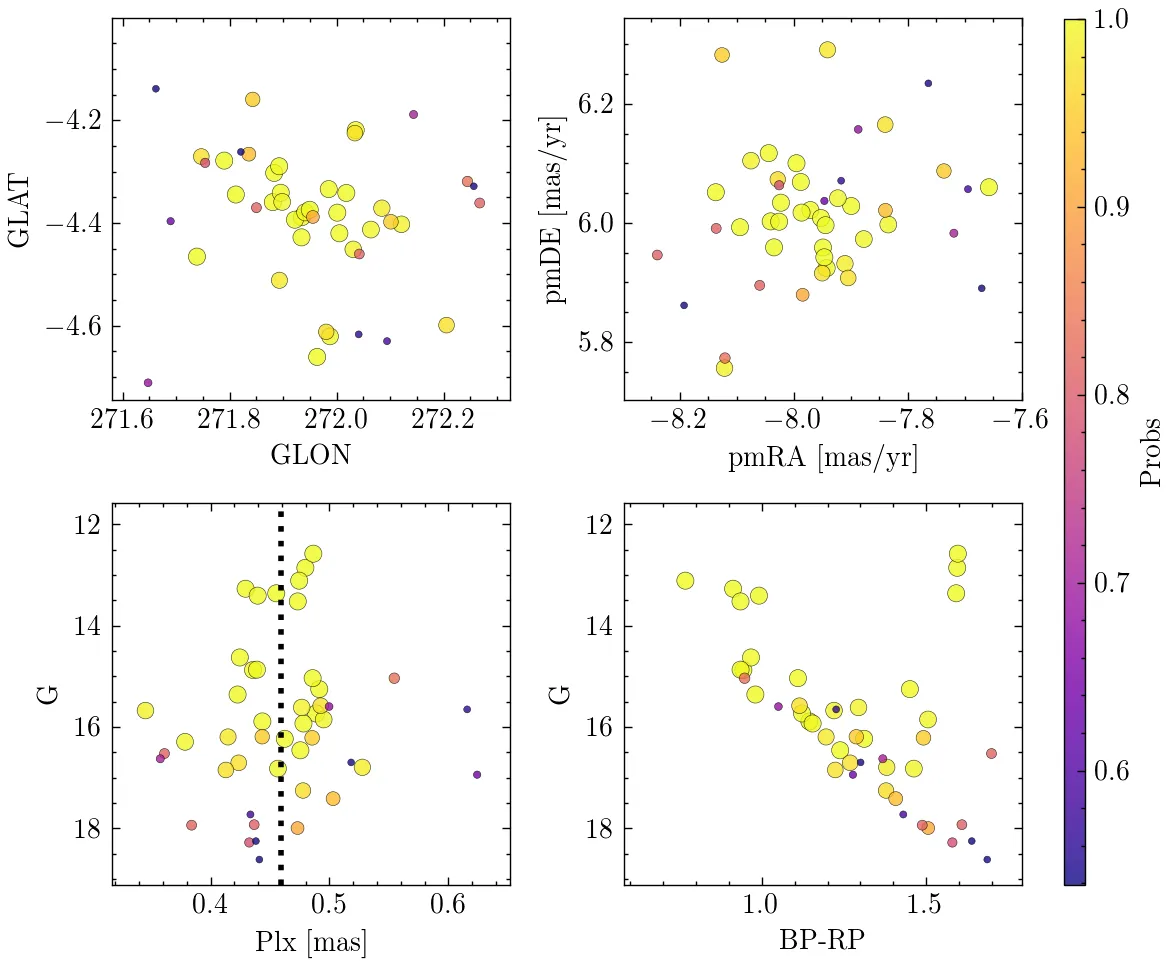 −4.2
−4.4
−4.6
GLAT
271.6 271.8 272.0 272.2
GLON
6.2
6.0
5.8
pmDE [mas/yr]
−8.2 −8.0 −7.8 −7.6
pmRA [mas/yr]
12
14
16
18
G
0.4 0.5 0.6
Plx [mas]
12
14
16
18
G
1.0 1.5
BP-RP
1.0
0.9
0.8
0.7
0.6
Probs